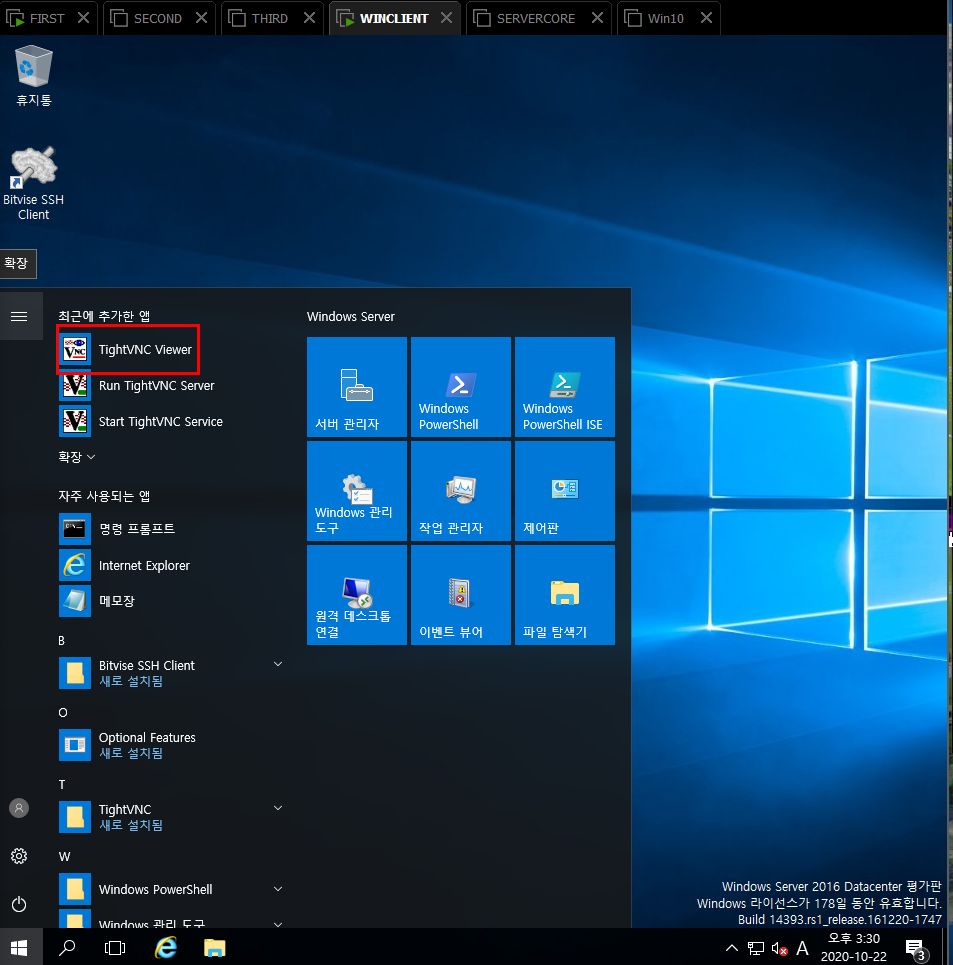 FIRST
SECOND
THIRD
WINCLIENT
SERVERCORE
Win10
휴지통
Bitvise SSH
Client
확장
최근에 추가한 앱
TightVNC Viewer
Run TightVNC Server
Start TightVNC Service
확장
자주 사용되는 앱
명령 프롬프트
Internet Explorer
메모장
B
Bitvise SSH Client
새로 설치됨
O
Optional Features
새로 설치됨
T
TightVNC
새로 설치됨
W
Windows PowerShell
Windows 관리 도구
Windows Server
서버 관리자
Windows
PowerShell
Windows
PowerShell ISE
Windows 관리
도구
작업 관리자
제어판
원격 데스크톱
연결
이벤트 뷰어
파일 탐색기
Windows Server 2016 Datacenter 평가판
Windows 라이선스가 178일 동안 유효합니다.
Build 14393.rs1_release.161220-1747
A
오후 3:30
2020-10-22
3